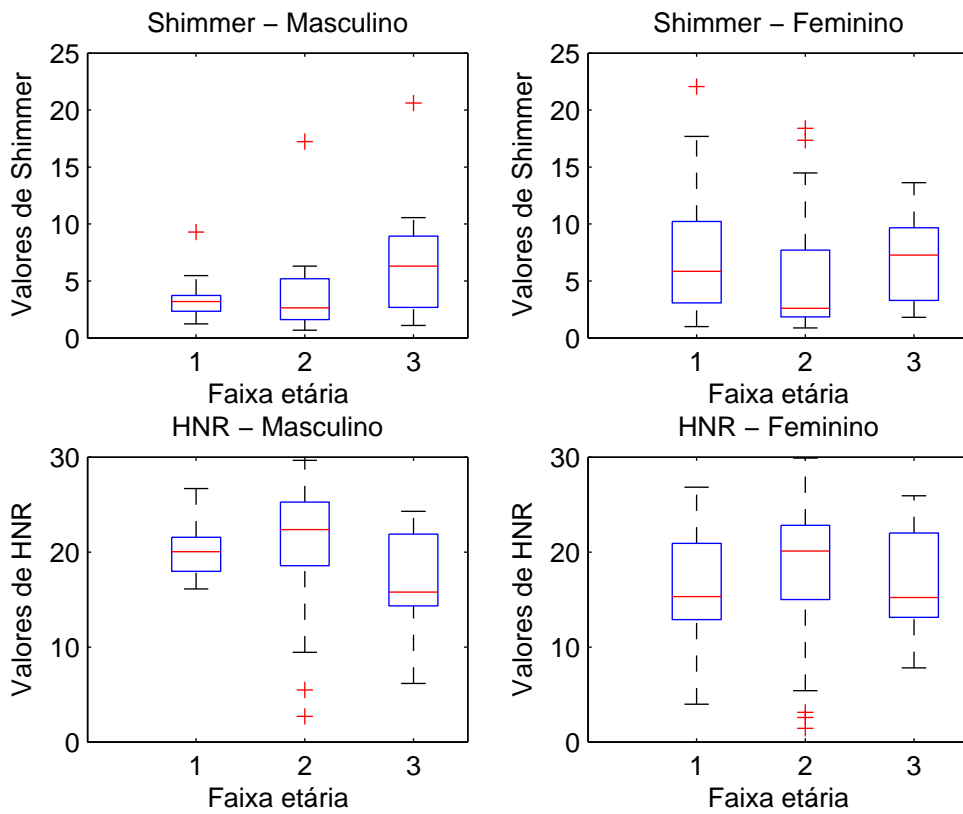 Shimmer – Masculino
Valores de Shimmer
25
20
15
10
5
0
1 2 3
Faixa etária
Shimmer – Feminino
Valores de Shimmer
25
20
15
10
5
0
1 2 3
Faixa etária
HNR – Masculino
Valores de HNR
30
20
10
0
1 2 3
Faixa etária
HNR – Feminino
Valores de HNR
30
20
10
0
1 2 3
Faixa etária